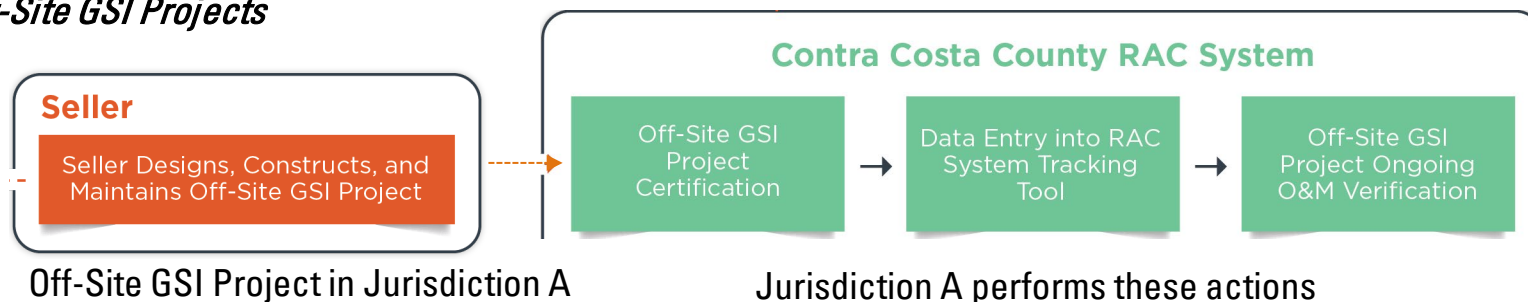 -Site GSI Projects
Contra Costa County RAC System
Seller
Seller Designs, Constructs, and
Maintains Off-Site GSI Project
Off-Site GSI
Project
Certification
Data Entry into RAC
System Tracking
Tool
Off-Site GSI
Project Ongoing
O&M Verification
Off-Site GSI Project in Jurisdiction A
Jurisdiction A performs these actions